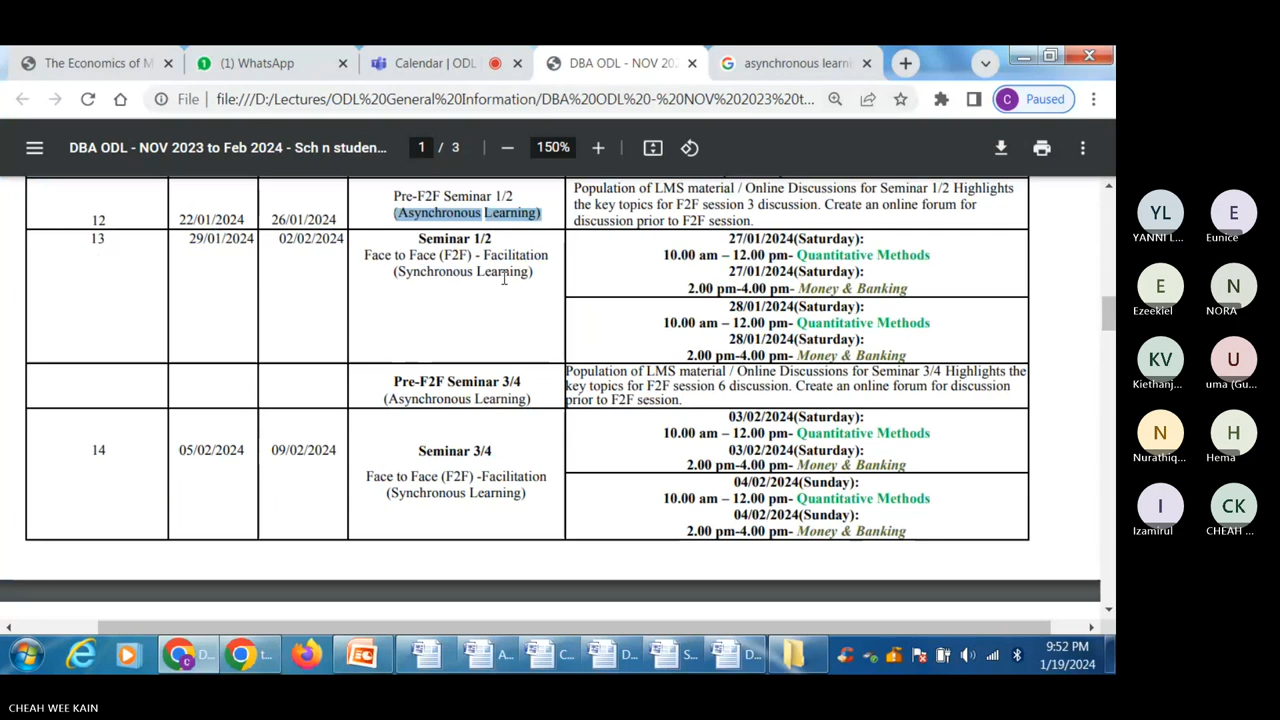 The Economics of M
(1) WhatsApp
Calendar | ODL
DBA ODL - NOV 202
asynchronous learn
File
file:///D:/Lecture/ODL%20General%20Information/DBA%20ODL%20-%20NOV%202023%20t...
Paused
DBA ODL - NOV 2023 to Feb 2024 - Sch n studen...
1 / 3
150%
12
22/01/2024
26/01/2024
Pre-F2F Seminar 1/2
(Asynchronous Learning)
Population of LMS material / Online Discussions for Seminar 1/2 Highlights
the key topics for F2F session 3 discussion. Create an online forum for
discussion prior to F2F session.
13
29/01/2024
02/02/2024
Seminar 1/2
Face to Face (F2F) - Facilitation
(Synchronous Learning)
27/01/2024(Saturday):
10.00 am – 12.00 pm- Quantitative Methods
27/01/2024(Saturday):
2.00 pm-4.00 pm- Money & Banking
28/01/2024(Saturday):
10.00 am – 12.00 pm- Quantitative Methods
28/01/2024(Saturday):
2.00 pm-4.00 pm- Money & Banking
Pre-F2F Seminar 3/4
(Asynchronous Learning)
Population of LMS material / Online Discussions for Seminar 3/4 Highlights the
key topics for F2F session 6 discussion. Create an online forum for discussion
prior to F2F session.
14
05/02/2024
09/02/2024
Seminar 3/4
Face to Face (F2F) -Facilitation
(Synchronous Learning)
03/02/2024(Saturday):
10.00 am – 12.00 pm- Quantitative Methods
03/02/2024(Saturday):
2.00 pm-4.00 pm- Money & Banking
04/02/2024(Sunday):
10.00 am – 12.00 pm- Quantitative Methods
04/02/2024(Sunday):
2.00 pm-4.00 pm- Money & Banking
YL
YANNI L...
E
Eunice
E
Ezeekiel
N
NORA
KV
Kiethanj...
U
uma (Gu...
N
Nurathiq...
H
Hema
I
Izamirul
CK
CHEAH ...
D...
t...
A...
C...
D...
S...
D...
9:52 PM
1/19/2024
CHEAH WEE KAIN